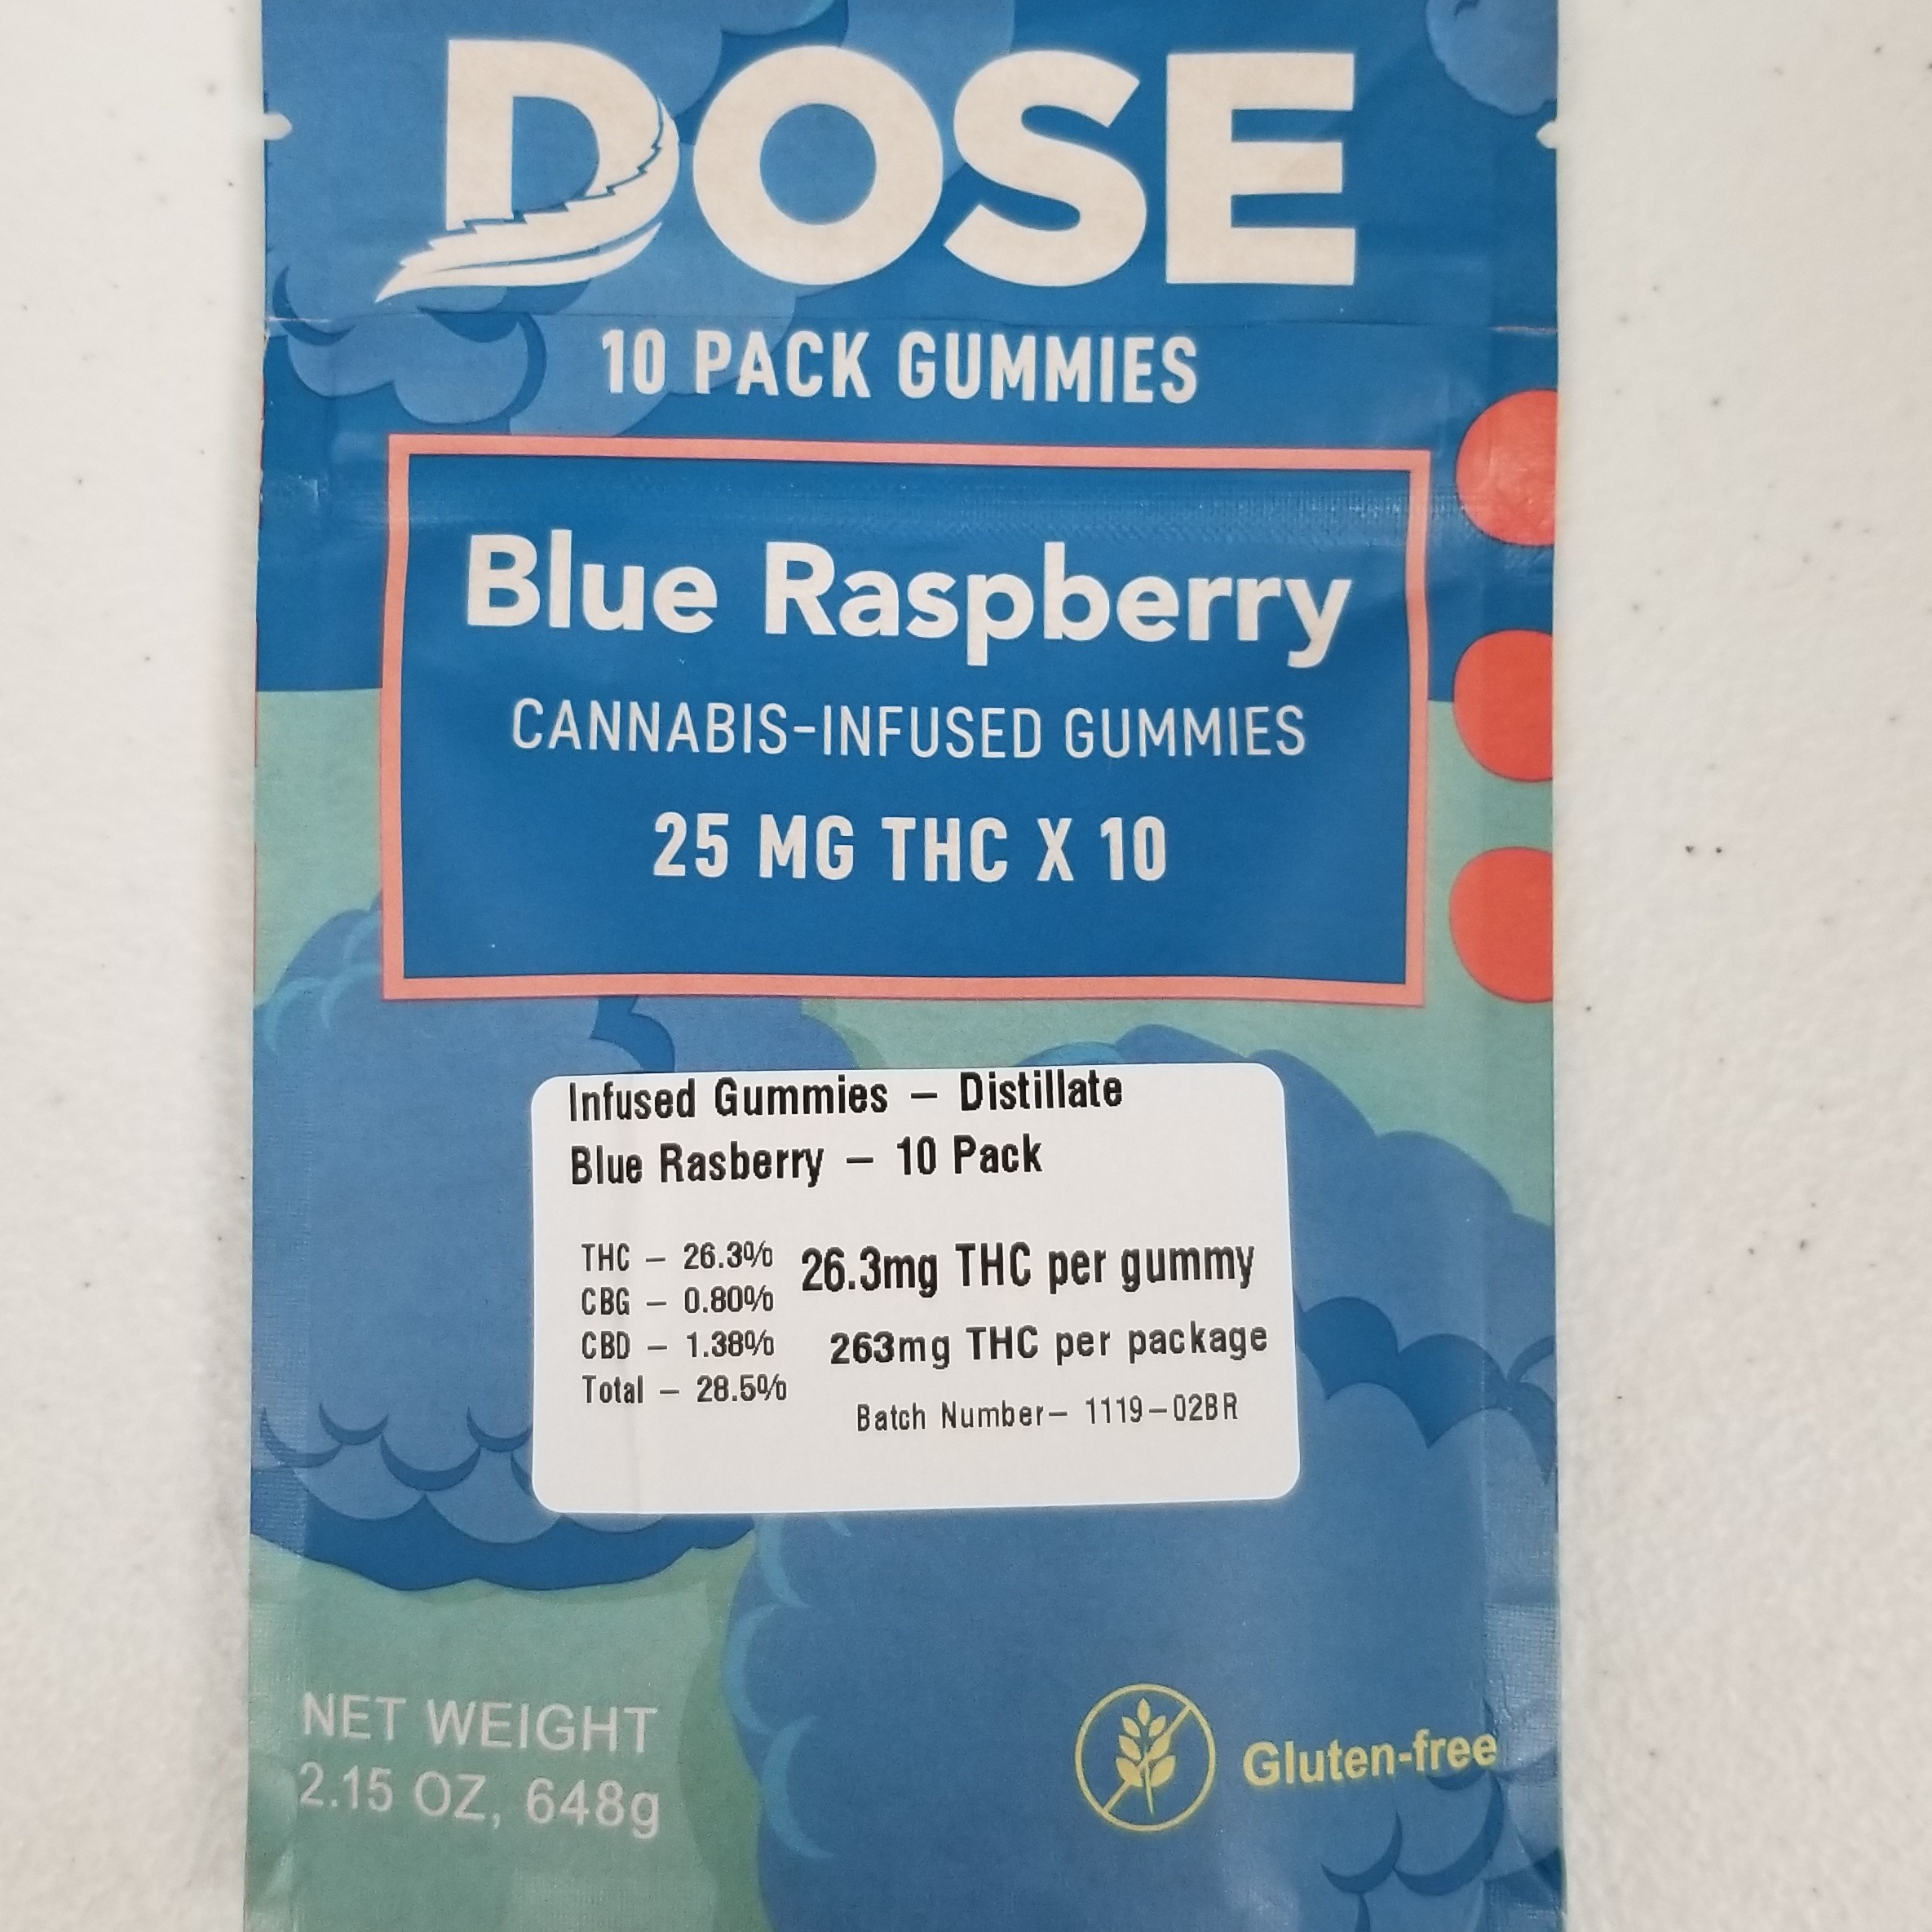 DOSE
10 PACK GUMMIES
Blue Raspberry
CANNABIS-INFUSED GUMMIES
25 MG THC X 10
Infused Gummies – Distillate
Blue Rasberry – 10 Pack
THC – 26.3% 26.3mg THC per gummy
CBG – 0.80%
CBD – 1.38% 263mg THC per package
Total – 28.5%
Batch Number– 1119–02BR
NET WEIGHT
2.15 OZ, 648g
Gluten-free